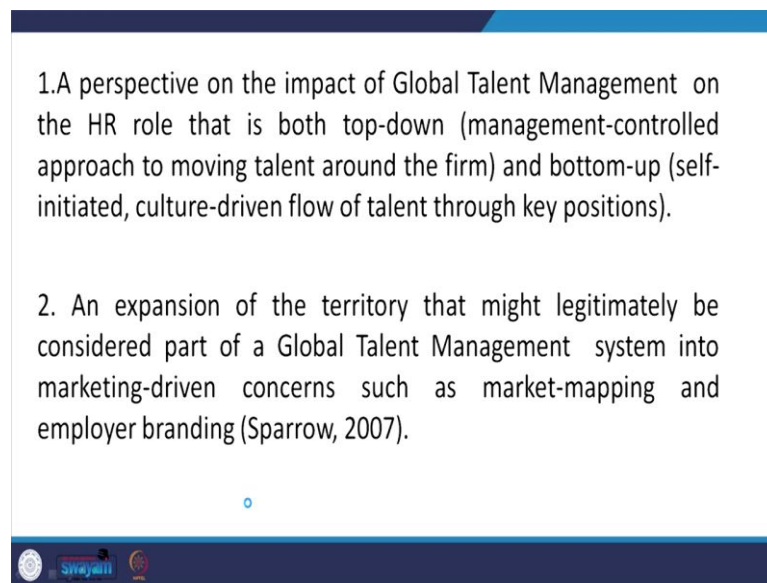 1.A perspective on the impact of Global Talent Management on
the HR role that is both top-down (management-controlled
approach to moving talent around the firm) and bottom-up (self-
initiated, culture-driven flow of talent through key positions).
2. An expansion of the territory that might legitimately be
considered part of a Global Talent Management system into
marketing-driven concerns such as market-mapping and
employer branding (Sparrow, 2007).
swayam